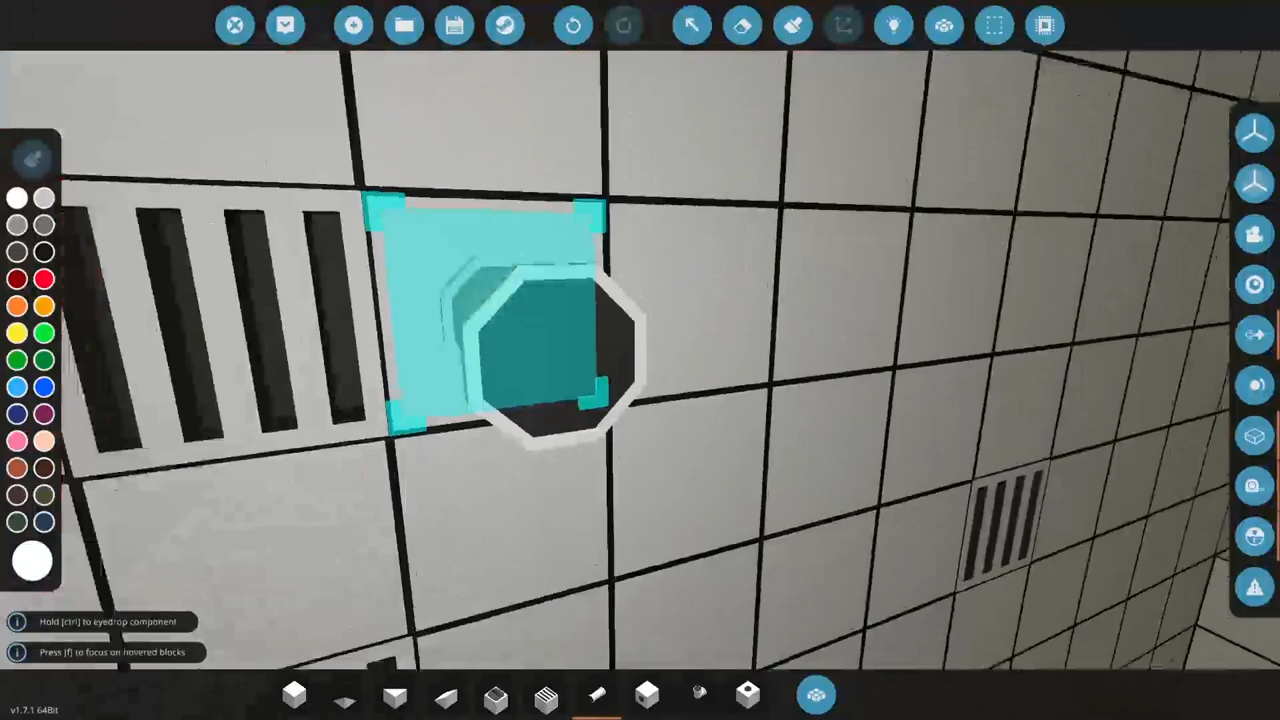 Hold [ctrl] to eyedrop component
Press [f] to focus on hovered blocks
v1.7.1 64Bit